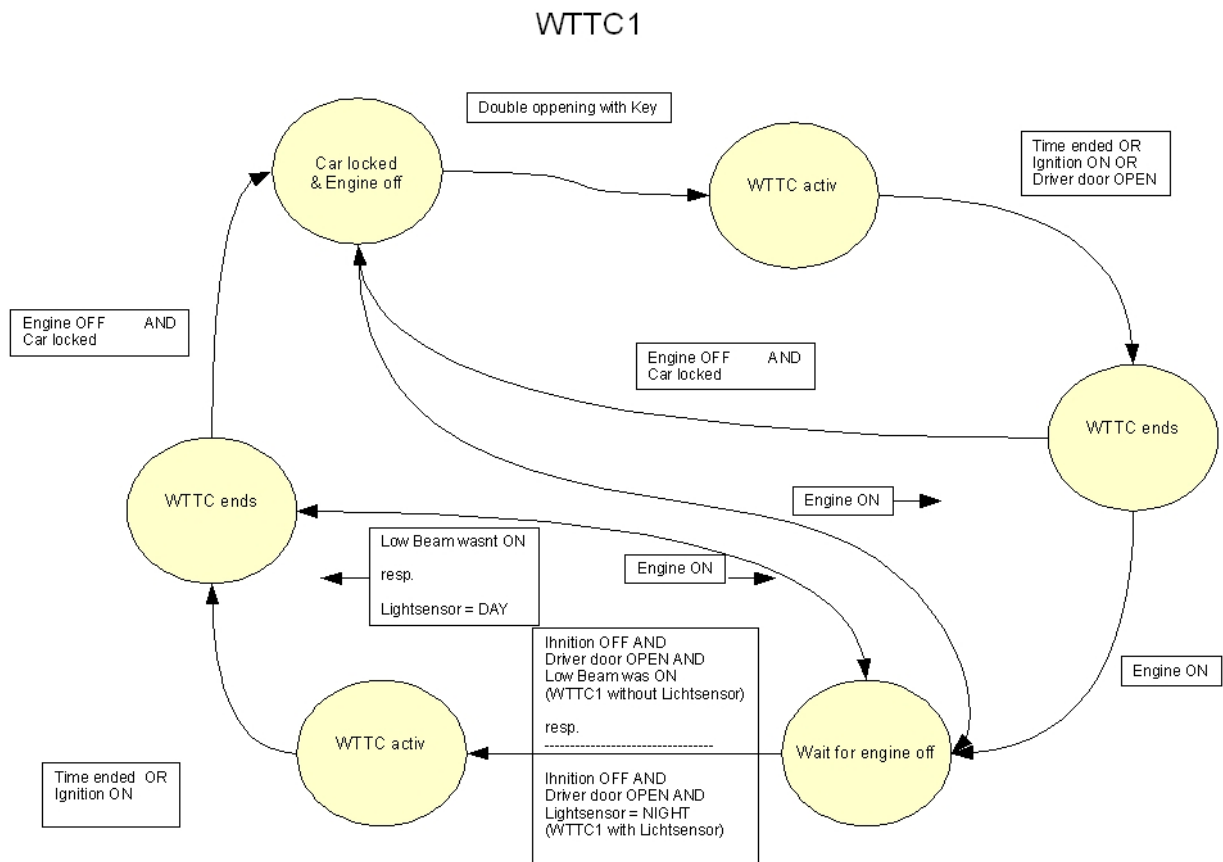 WTTC1
Double oppening with Key
Car locked
& Engine off
WTTC activ
Time ended OR
Ignition ON OR
Driver door OPEN
Engine OFF AND
Car locked
Engine OFF AND
Car locked
WTTC ends
WTTC ends
Engine ON
Low Beam wasnt ON
resp.
Lightsensor = DAY
Engine ON
Ihnition OFF AND
Driver door OPEN AND
Low Beam was ON
(WTTC1 without Lichtsensor)
resp.
--------------------------------
Ihnition OFF AND
Driver door OPEN AND
Lightsensor = NIGHT
(WTTC1 with Lichtsensor)
Engine ON
WTTC activ
Wait for engine off
Time ended OR
Ignition ON